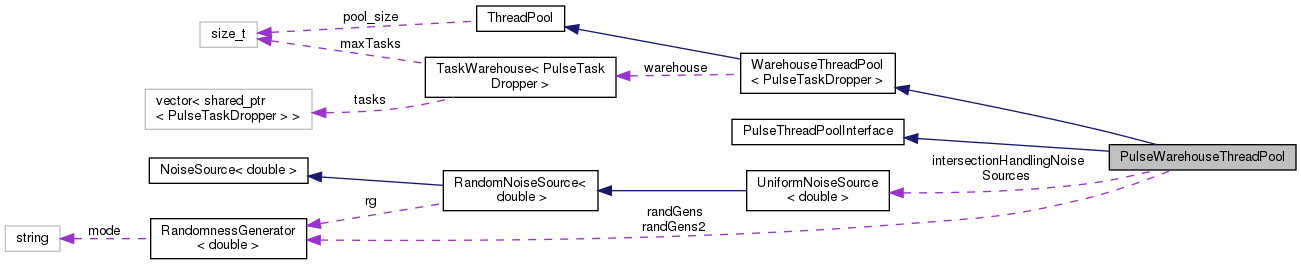 pool_size
ThreadPool
size_t
maxTasks
TaskWarehouse< PulseTask
Dropper >
warehouse
WarehouseThreadPool
< PulseTaskDropper >
vector< shared_ptr
< PulseTaskDropper > >
tasks
PulseThreadPoolInterface
PulseWarehouseThreadPool
intersectionHandlingNoise
Sources
NoiseSource< double >
RandomNoiseSource<
double >
UniformNoiseSource
< double >
rg
randGens
randGens2
RandomnessGenerator
< double >
mode
string